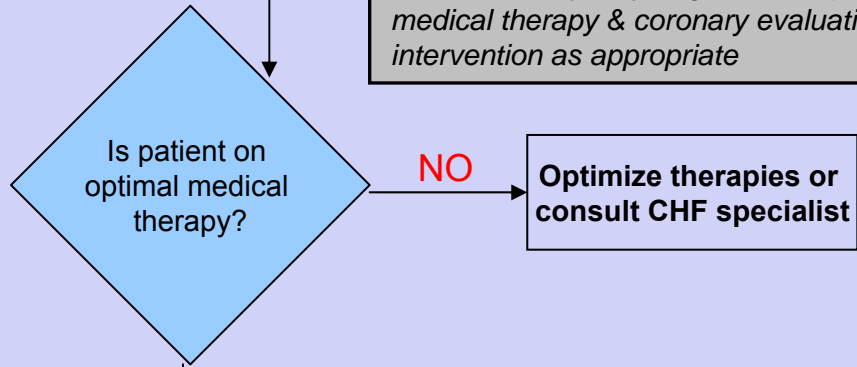 medical therapy & coronary evaluati
intervention as appropriate
Is patient on
optimal medical
therapy?
NO
Optimize therapies or
consult CHF specialist